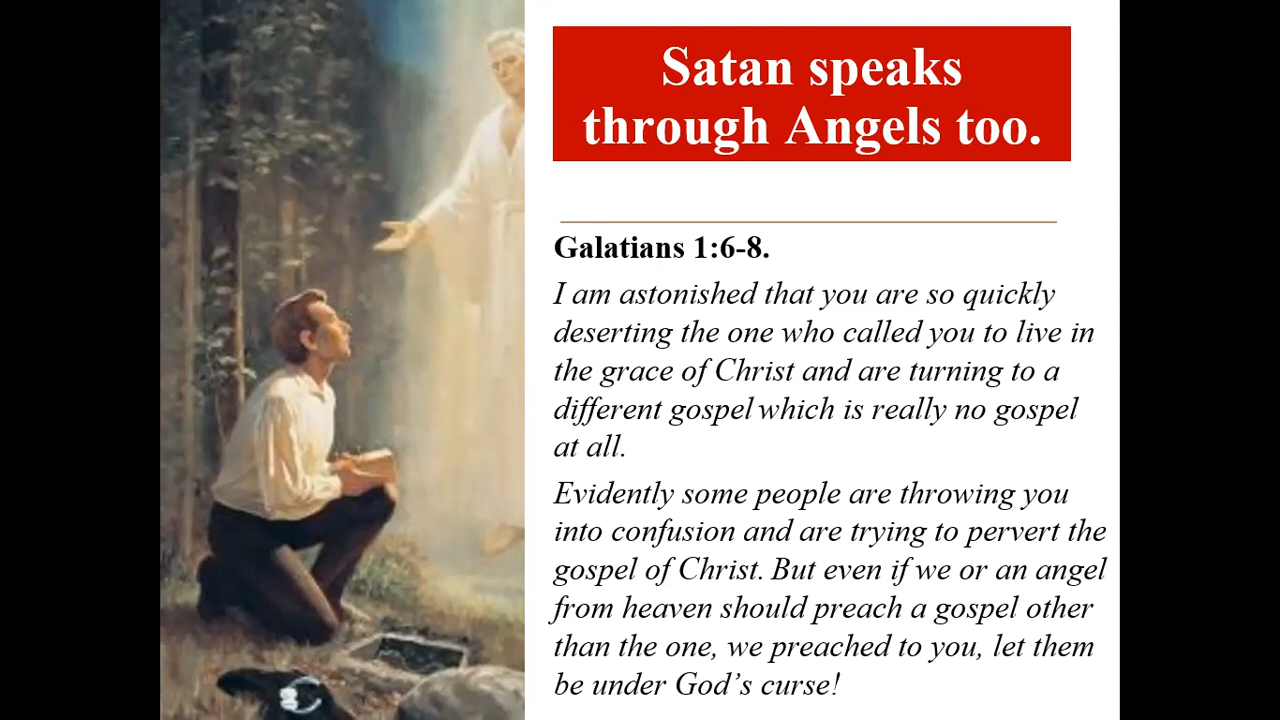 Satan speaks
through Angels too.
Galatians 1:6-8.
I am astonished that you are so quickly
deserting the one who called you to live in
the grace of Christ and are turning to a
different gospel which is really no gospel
at all.
Evidently some people are throwing you
into confusion and are trying to pervert the
gospel of Christ. But even if we or an angel
from heaven should preach a gospel other
than the one, we preached to you, let them
be under God’s curse!